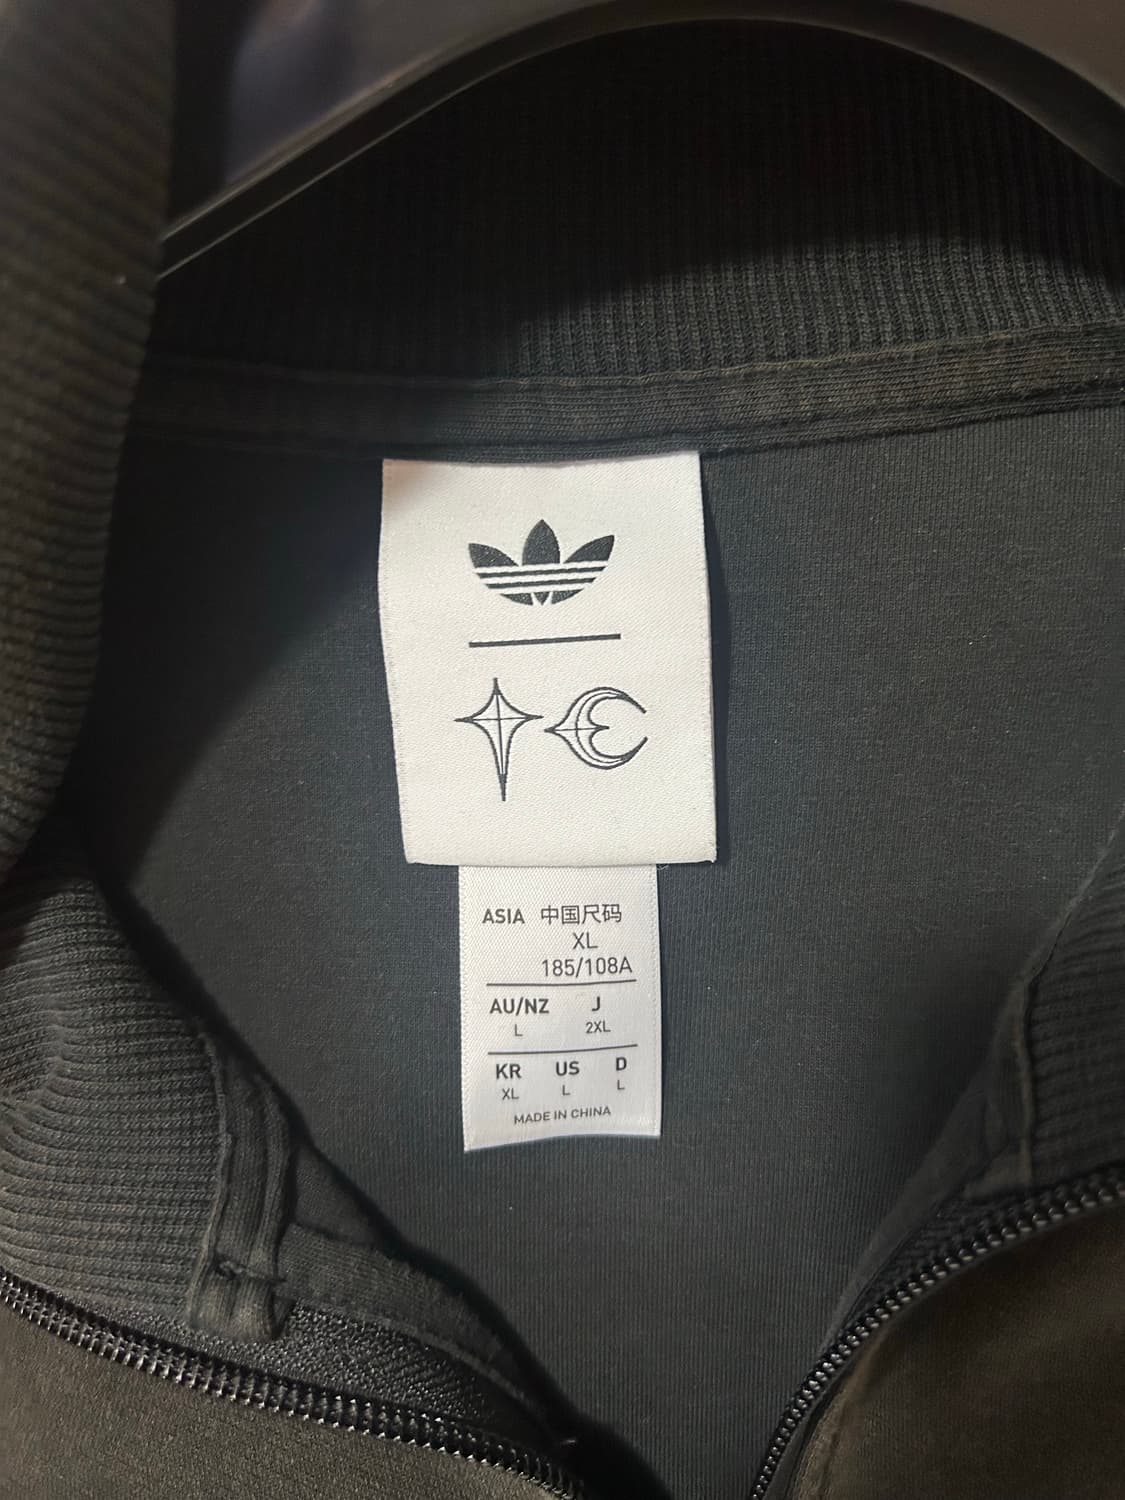 ASIA 中国尺码
XL
185/108A
AU/NZ J
L 2XL
KR US D
XL L L
MADE IN CHINA